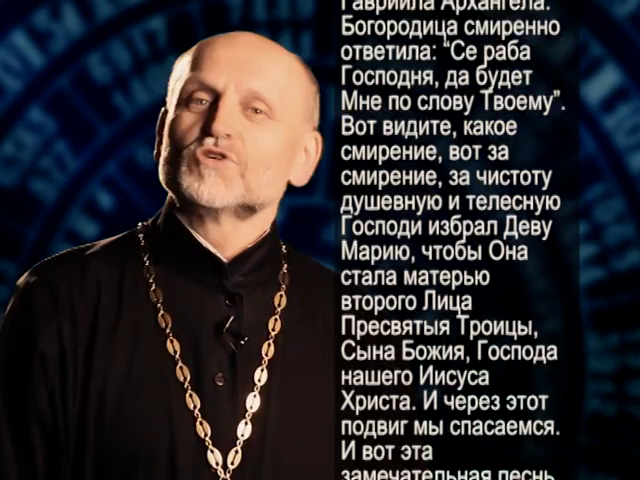 Гавриила Архангела.
Богородица смиренно
ответила: “Се раба
Господня, да будет
Мне по слову Твоему”.
Вот видите, какое
смирение, вот за
смирение, за чистоту
душевную и телесную
Господи избрал Деву
Марию, чтобы Она
стала матерью
второго Лица
Пресвятыя Троицы,
Сына Божия, Господа
нашего Иисуса
Христа. И через этот
подвиг мы спасаемся.
И вот эта
замечательная песнь